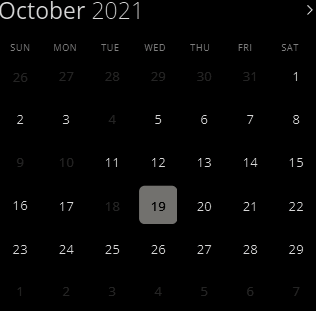 October 2021
SUN MON TUE WED THU FRI SAT
26 27 28 29 30 31 1
2 3 4 5 6 7 8
9 10 11 12 13 14 15
16 17 18 19 20 21 22
23 24 25 26 27 28 29
1 2 3 4 5 6 7